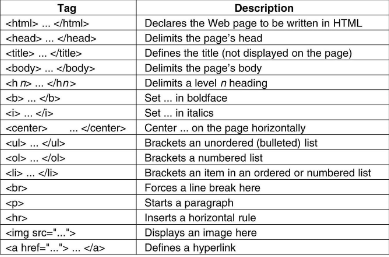 Tag Description
<html> ... </html> Declares the Web page to be written in HTML
<head> ... </head> Delimits the page's head
<title> ... </title> Defines the title (not displayed on the page)
<body> ... </body> Delimits the page's body
<h n> ... </h n> Delimits a level n heading
<b> ... </b> Set ... in boldface
<i> ... </i> Set ... in italics
<center> ... </center> Center ... on the page horizontally
<ul> ... </ul> Brackets an unordered (bulleted) list
<ol> ... </ol> Brackets a numbered list
<li> ... </li> Brackets an item in an ordered or numbered list
<br> Forces a line break here
<p> Starts a paragraph
<hr> Inserts a horizontal rule
<img src="..."> Displays an image here
<a href="..."> ... </a> Defines a hyperlink